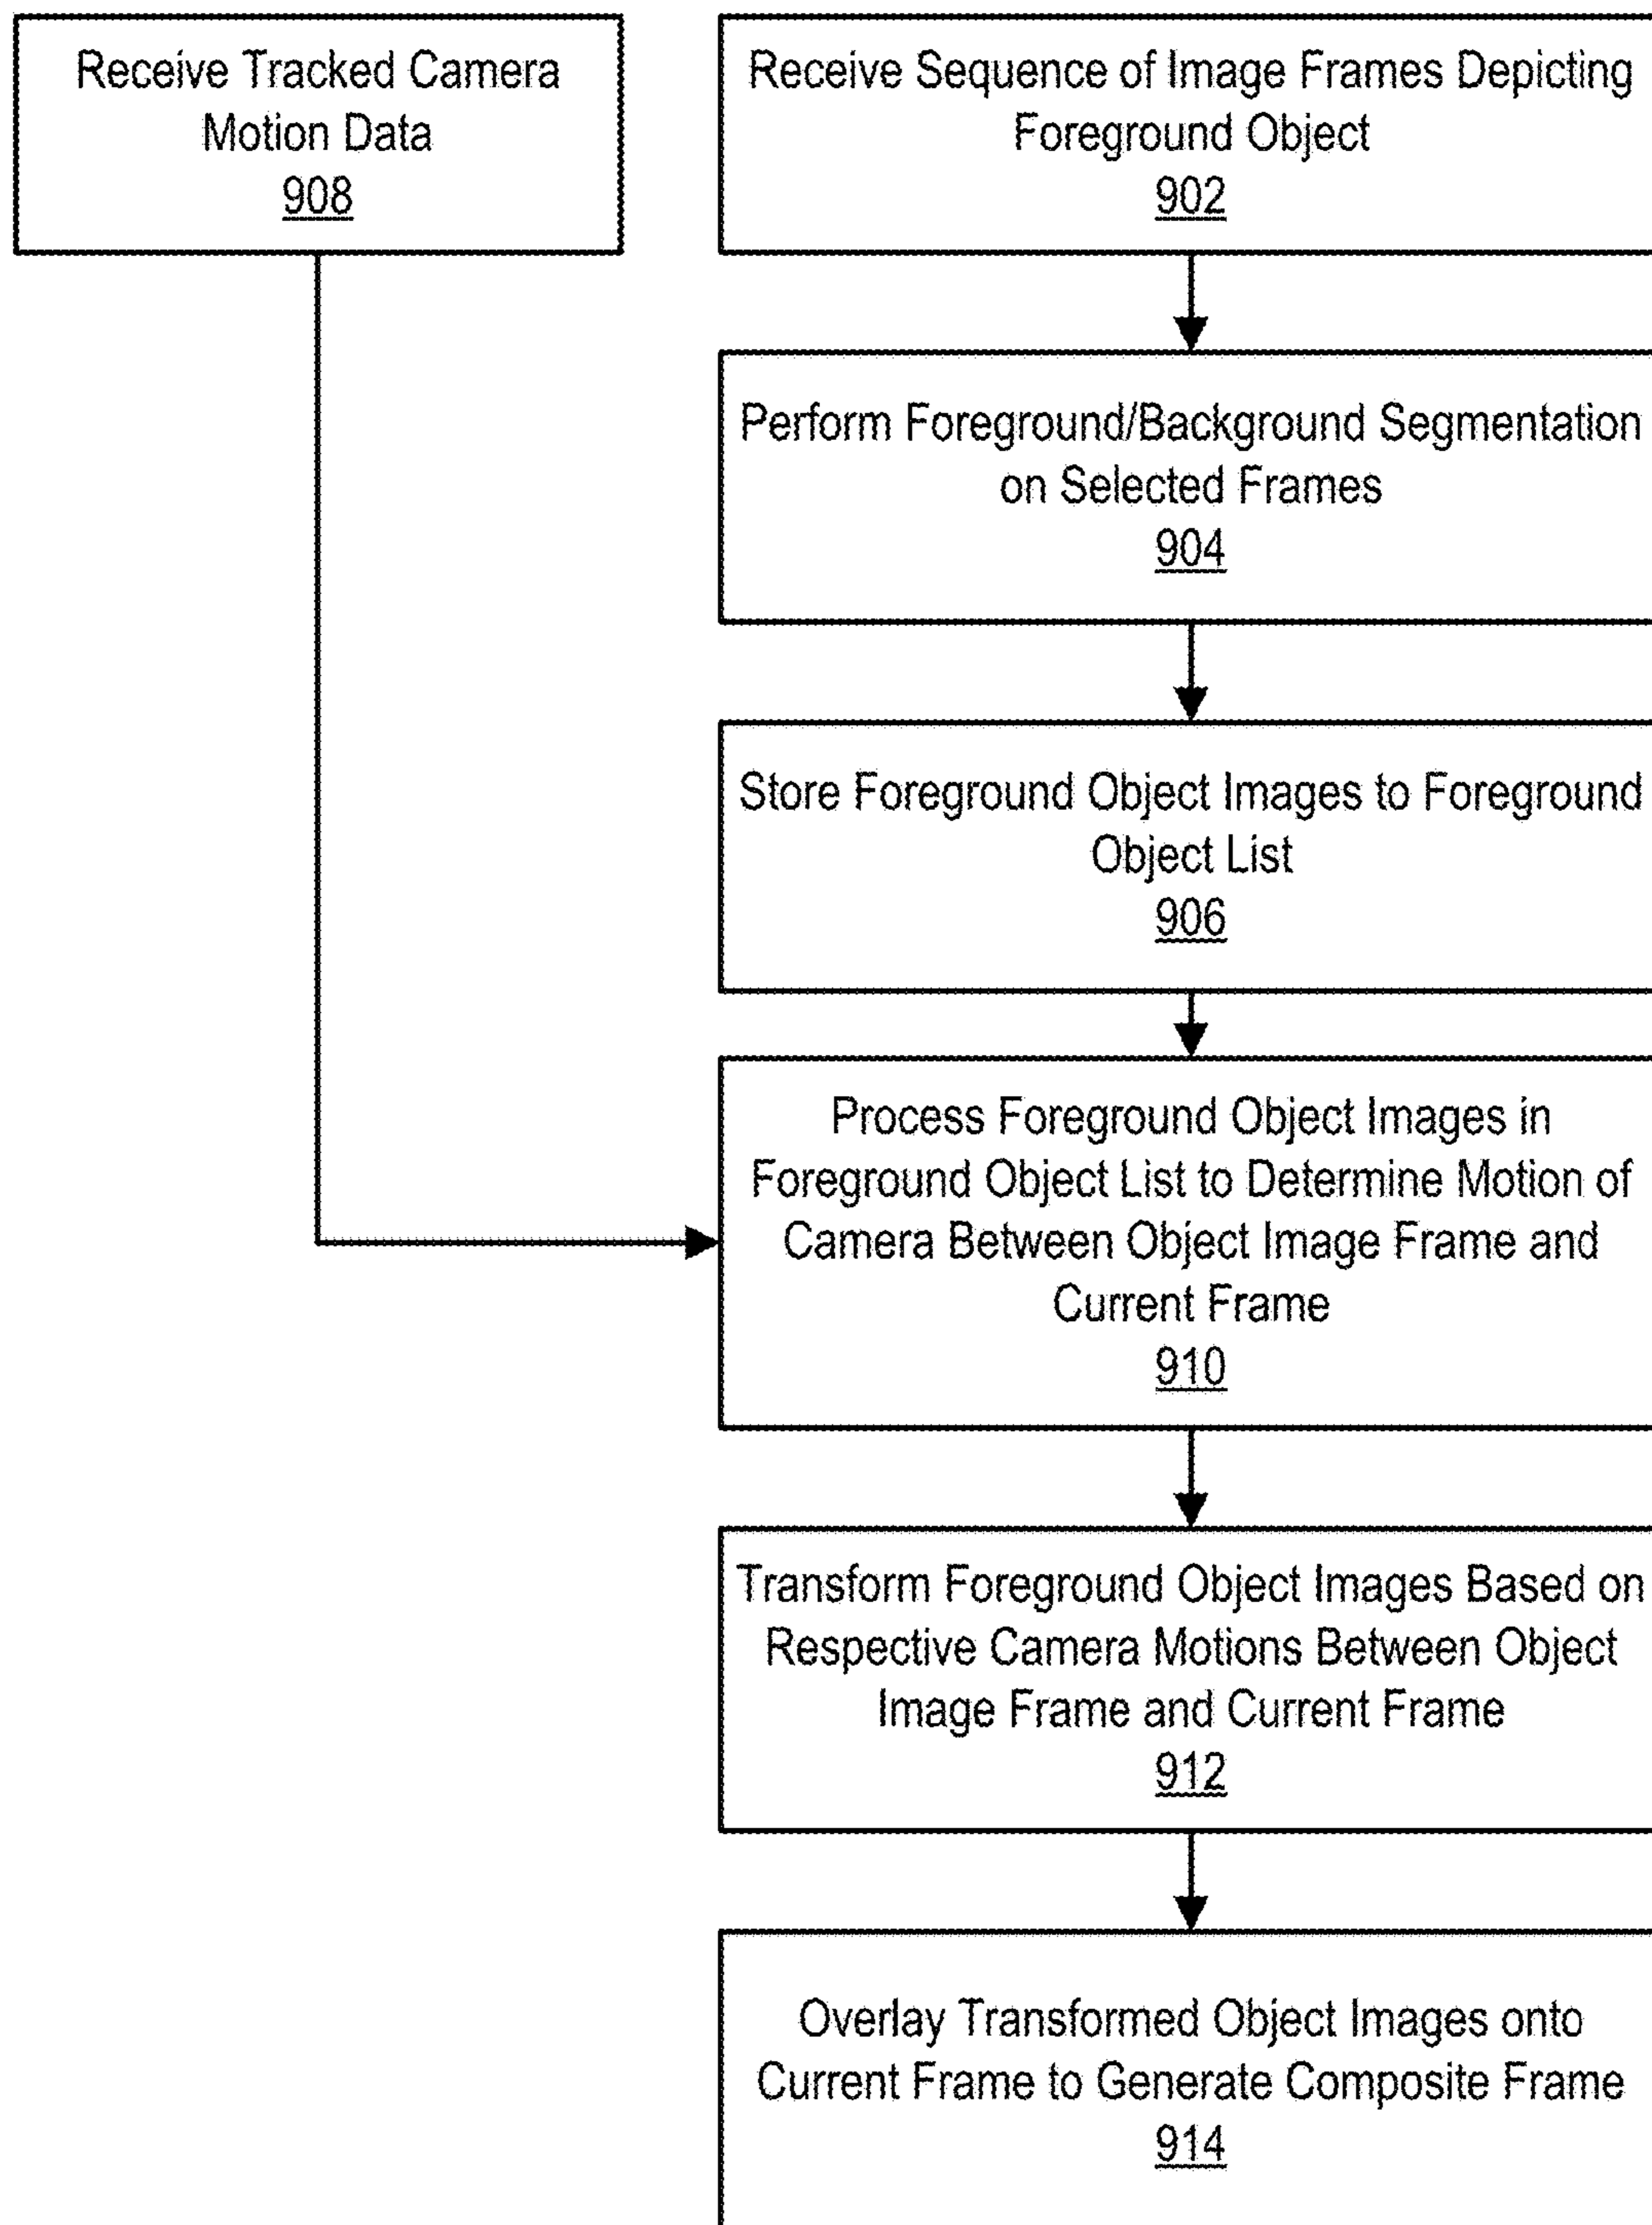 Receive Tracked Camera
Motion Data
908
Receive Sequence of Image Frames Depicting
Foreground Object
902
Perform Foreground/Background Segmentation
on Selected Frames
904
Store Foreground Object Images to Foreground
Object List
906
Process Foreground Object Images in
Foreground Object List to Determine Motion of
Camera Between Object Image Frame and
Current Frame
910
Transform Foreground Object Images Based on
Respective Camera Motions Between Object
Image Frame and Current Frame
912
Overlay Transformed Object Images onto
Current Frame to Generate Composite Frame
914